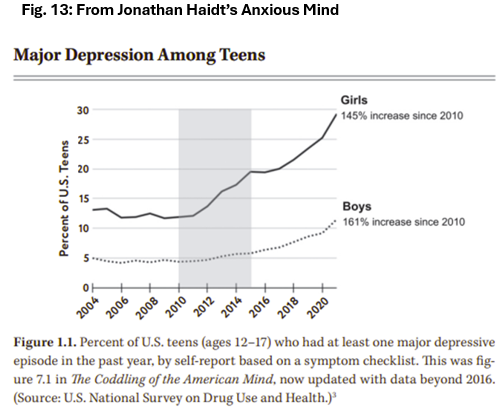 Fig. 13: From Jonathan Haidt's Anxious Mind
Major Depression Among Teens
Girls
145% increase since 2010
Boys
161% increase since 2010
Percent of U.S. Teens
30
25
20
15
10
5
0
2004
2006
2008
2010
2012
2014
2016
2018
2020
Figure 1.1. Percent of U.S. teens (ages 12–17) who had at least one major depressive
episode in the past year, by self-report based on a symptom checklist. This was fig-
ure 7.1 in The Coddling of the American Mind, now updated with data beyond 2016.
(Source: U.S. National Survey on Drug Use and Health.)³